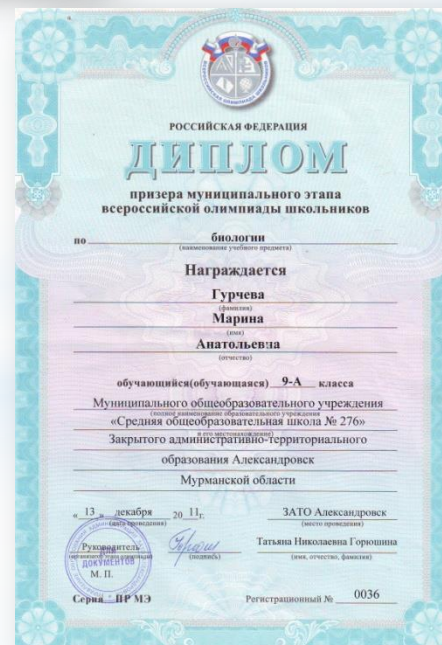 РОССИЙСКАЯ ФЕДЕРАЦИЯ
ДИПЛОМ
призера муниципального этапа
всероссийской олимпиады школьников
по биологии
(наименование учебного предмета)
Награждается
Гурчева
(фамилия)
Марина
(имя)
Анатольевна
(отчество)
обучающийся(обучающаяся) 9-А класса
Муниципального общеобразовательного учреждения
(полное наименование образовательного учреждения
«Средняя общеобразовательная школа № 276»
и его местонахождение)
Закрытого административно-территориального
образования Александровск
Мурманской области
« 13 » декабря 20 11г. ЗАТО Александровск
(дата проведения) (место проведения)
Руководитель Татьяна Николаевна Горюшина
(подпись) (имя, отчество, фамилия)
ДЛЯ ДОКУМЕНТОВ
М. П.
Серия ПР МЭ Регистрационный № 0036